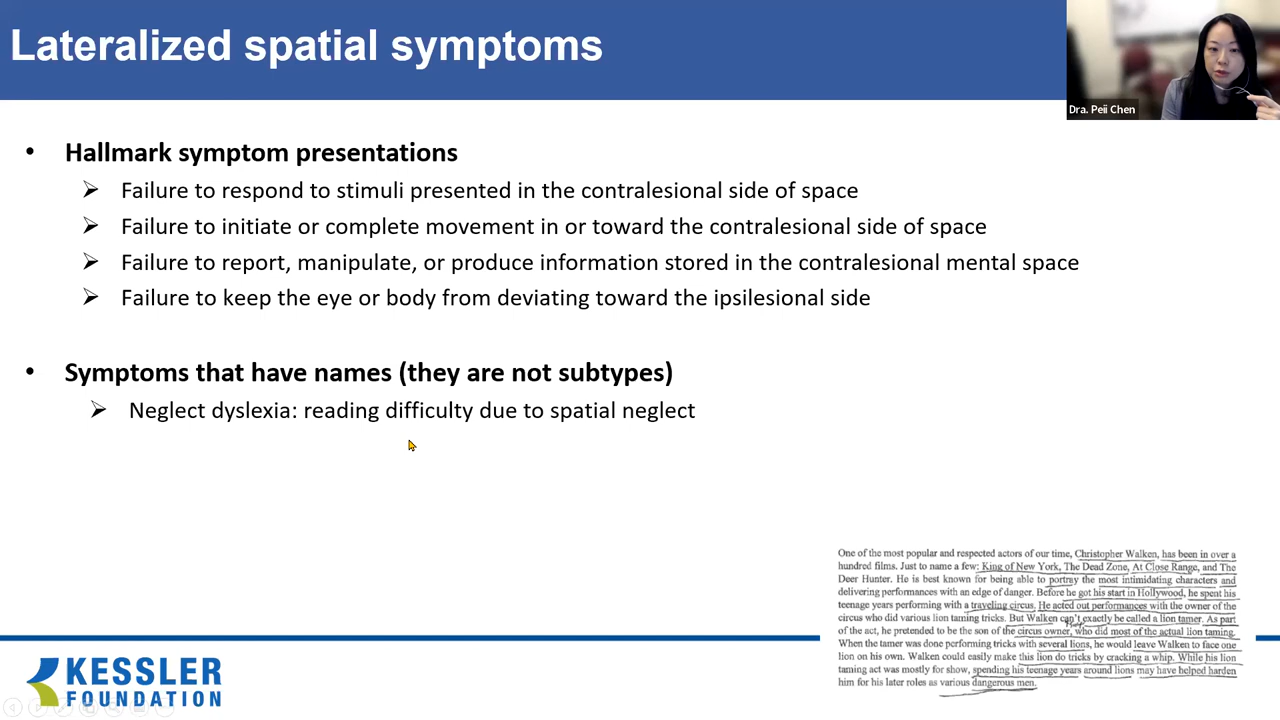 Lateralized spatial symptoms
Dra. Peii Chen
• Hallmark symptom presentations
➢ Failure to respond to stimuli presented in the contralesional side of space
➢ Failure to initiate or complete movement in or toward the contralesional side of space
➢ Failure to report, manipulate, or produce information stored in the contralesional mental space
➢ Failure to keep the eye or body from deviating toward the ipsilesional side
• Symptoms that have names (they are not subtypes)
➢ Neglect dyslexia: reading difficulty due to spatial neglect
One of the most popular and respected actors of our time, Christopher Walken, has been in over a
hundred films. Just to name a few: King of New York, The Dead Zone, At Close Range, and The
Deer Hunter. He is best known for being able to portray the most intimidating characters and
delivering performances with an edge of danger. Before he got his start in Hollywood, he spent his
teenage years performing with a traveling circus. He acted out performances with the owner of the
circus who did various lion taming tricks. But Walken can't exactly be called a lion tamer. As part
of the act, he pretended to be the son of the circus owner, who did most of the actual lion taming.
When the tamer was done performing tricks with several lions, he would leave Walken to face one
lion on his own. Walken could easily make this lion do tricks by cracking a whip. While his lion
taming act was mostly for show, spending his teenage years around lions may have helped harden
him for his later roles as various dangerous men.
KESSLER
FOUNDATION